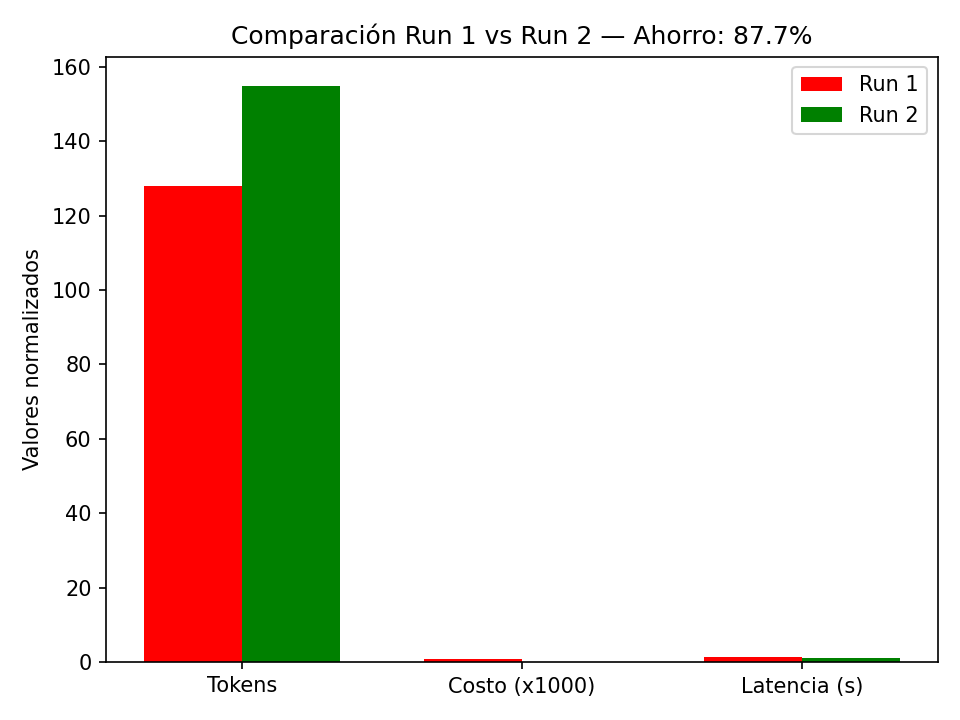 Comparación Run 1 vs Run 2 — Ahorro: 87.7%
Run 1
Run 2
Valores normalizados
160
140
120
100
80
60
40
20
0
Tokens
Costo (x1000)
Latencia (s)